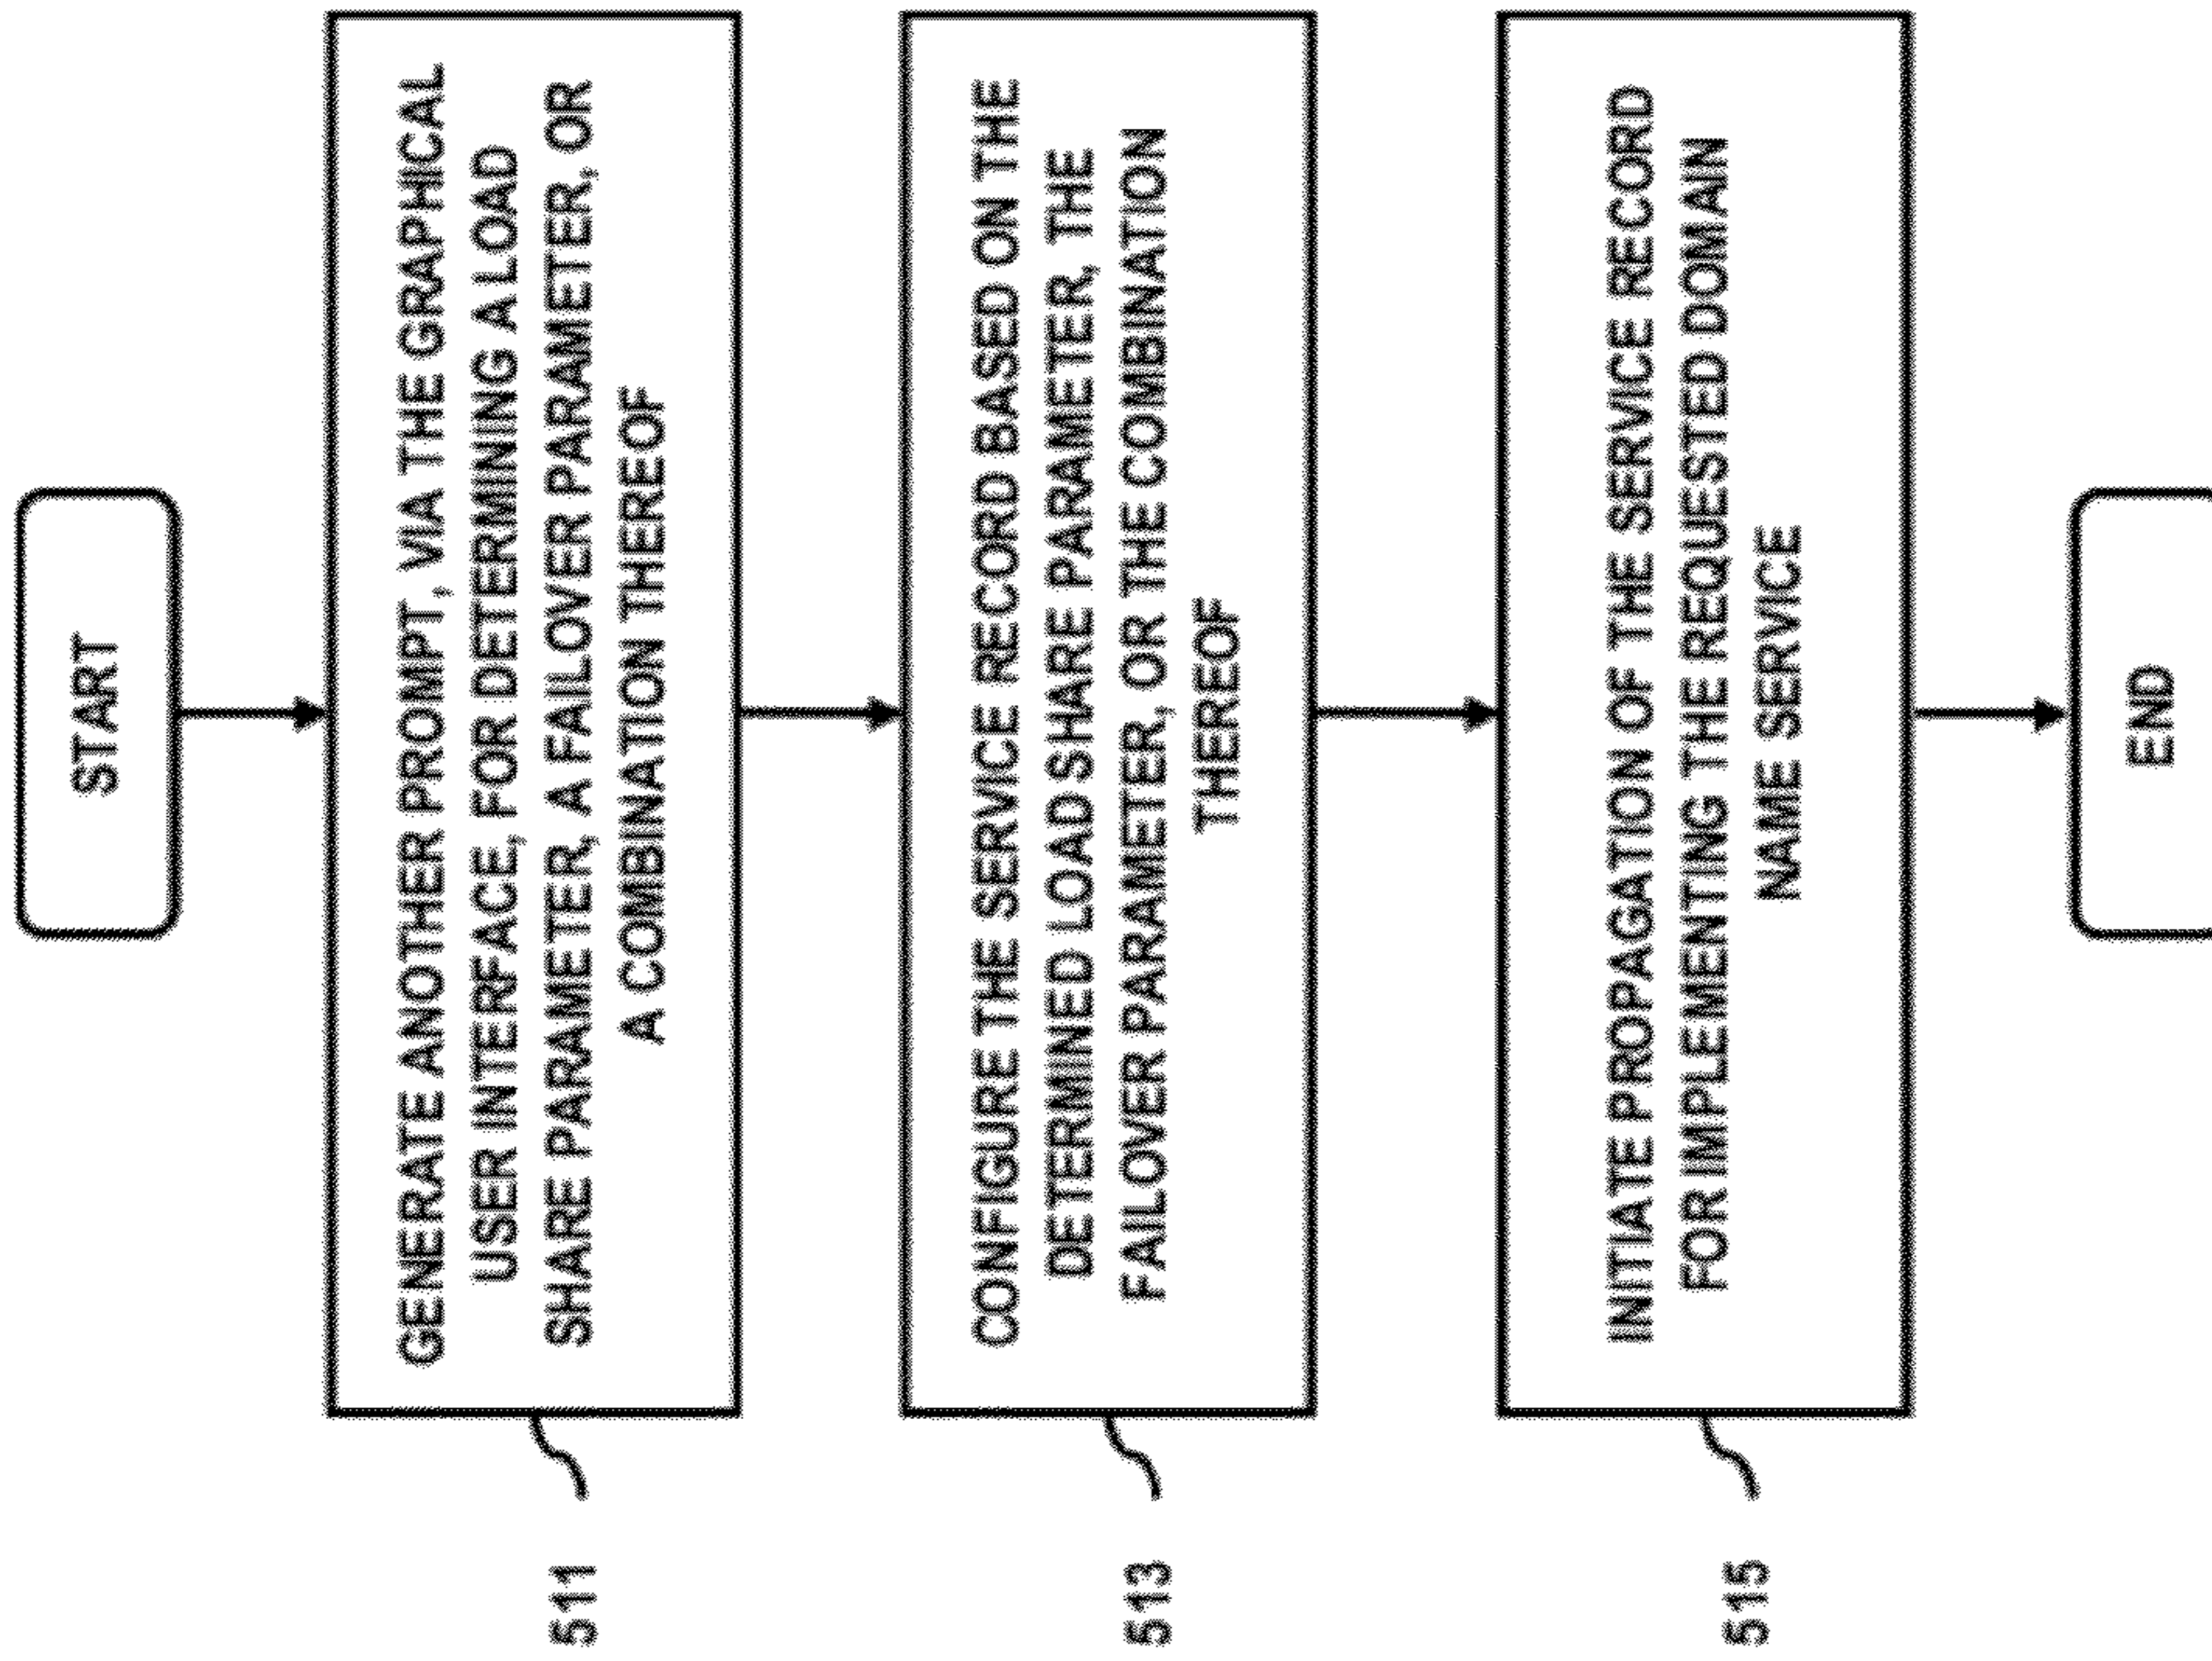 START
GENERATE ANOTHER PROMPT, VIA THE GRAPHICAL
USER INTERFACE, FOR DETERMINING A LOAD
SHARE PARAMETER, A FAILOVER PARAMETER, OR
A COMBINATION THEREOF
511
CONFIGURE THE SERVICE RECORD BASED ON THE
DETERMINED LOAD SHARE PARAMETER, THE
FAILOVER PARAMETER, OR THE COMBINATION
THEREOF
513
INITIATE PROPAGATION OF THE SERVICE RECORD
FOR IMPLEMENTING THE REQUESTED DOMAIN
NAME SERVICE
515
END